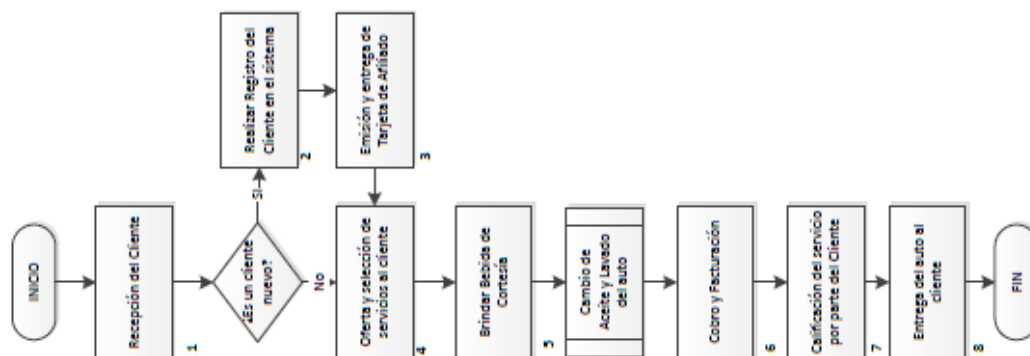 INICIO
Recepción del Cliente
1
¿Es un cliente
nuevo?
SI
Realizar Registro del
Cliente en el sistema
2
Emisión y entrega de
Tarjeta de Afiliado
3
No
Oferta y selección de
servicios al cliente
4
Brindar Bebida de
Cortesía
5
Cambio de
Aceite y Lavado
del auto
Cobro y Facturación
6
Calificación del servicio
por parte del Cliente
7
Entrega del auto al
cliente
8
FIN